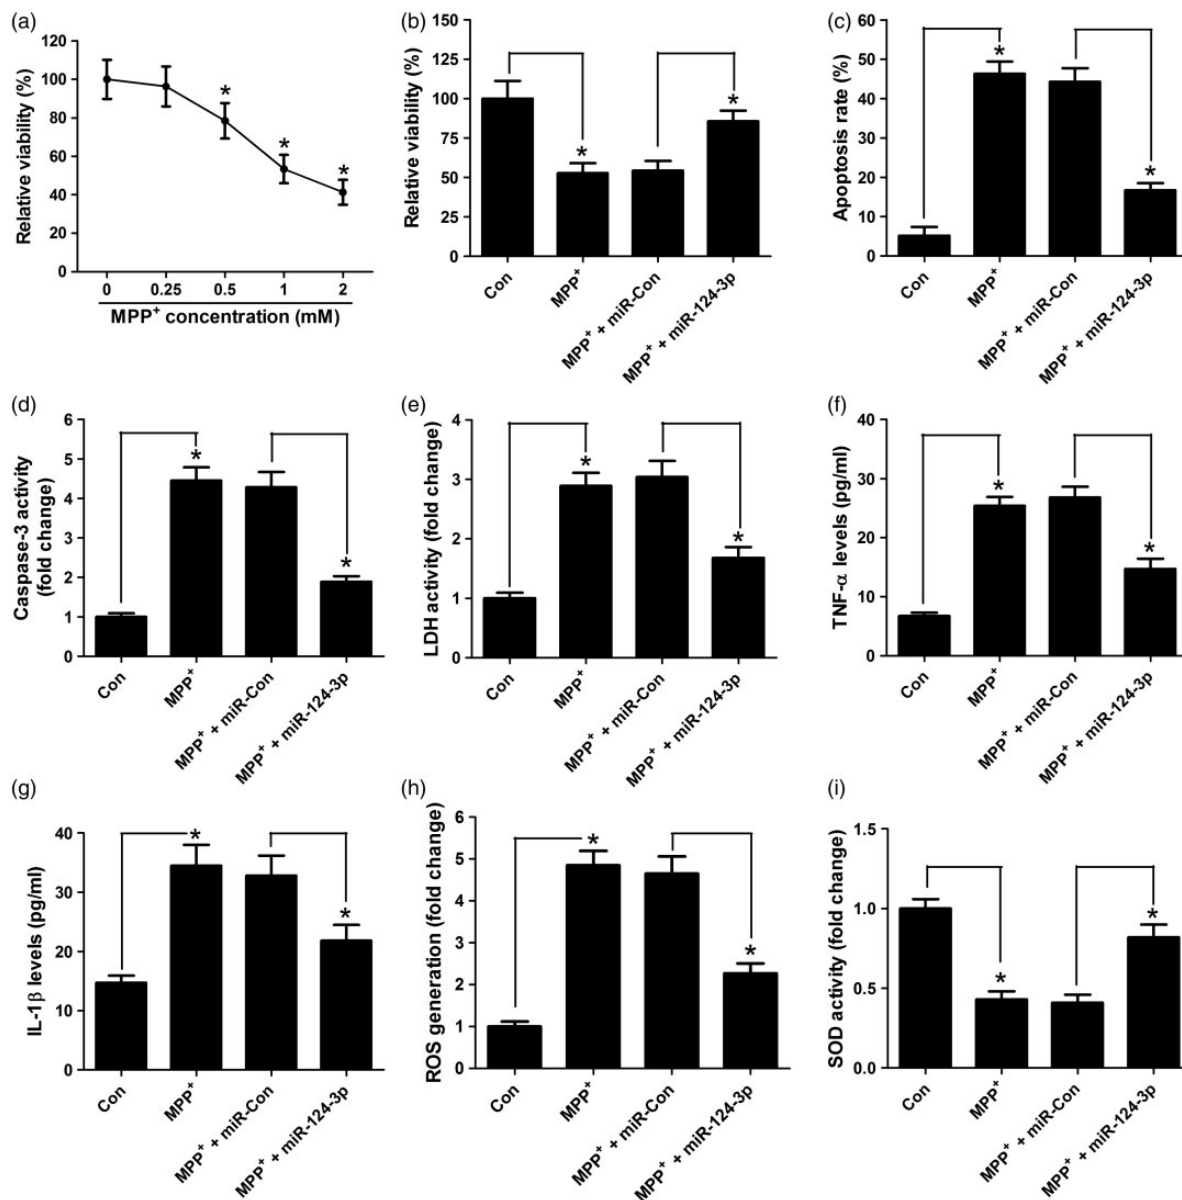 (a)
Relative viability (%)
120
100
80
60
40
20
0
*
*
*
0 0.25 0.5 1 2
MPP⁺ concentration (mM)
(b)
Relative viability (%)
150
125
100
75
50
25
0
*
*
Con
MPP⁺
MPP⁺ + miR-Con
MPP⁺ + miR-124-3p
(c)
Apoptosis rate (%)
60
50
40
30
20
10
0
*
*
Con
MPP⁺
MPP⁺ + miR-Con
MPP⁺ + miR-124-3p
(d)
Caspase-3 activity
(fold change)
6
5
4
3
2
1
0
*
*
Con
MPP⁺
MPP⁺ + miR-Con
MPP⁺ + miR-124-3p
(e)
LDH activity (fold change)
4
3
2
1
0
*
*
Con
MPP⁺
MPP⁺ + miR-Con
MPP⁺ + miR-124-3p
(f)
TNF-α levels (pg/ml)
40
30
20
10
0
*
*
Con
MPP⁺
MPP⁺ + miR-Con
MPP⁺ + miR-124-3p
(g)
IL-1β levels (pg/ml)
40
30
20
10
0
*
*
Con
MPP⁺
MPP⁺ + miR-Con
MPP⁺ + miR-124-3p
(h)
ROS generation (fold change)
6
5
4
3
2
1
0
*
*
Con
MPP⁺
MPP⁺ + miR-Con
MPP⁺ + miR-124-3p
(i)
SOD activity (fold change)
1.5
1.0
0.5
0.0
*
*
Con
MPP⁺
MPP⁺ + miR-Con
MPP⁺ + miR-124-3p